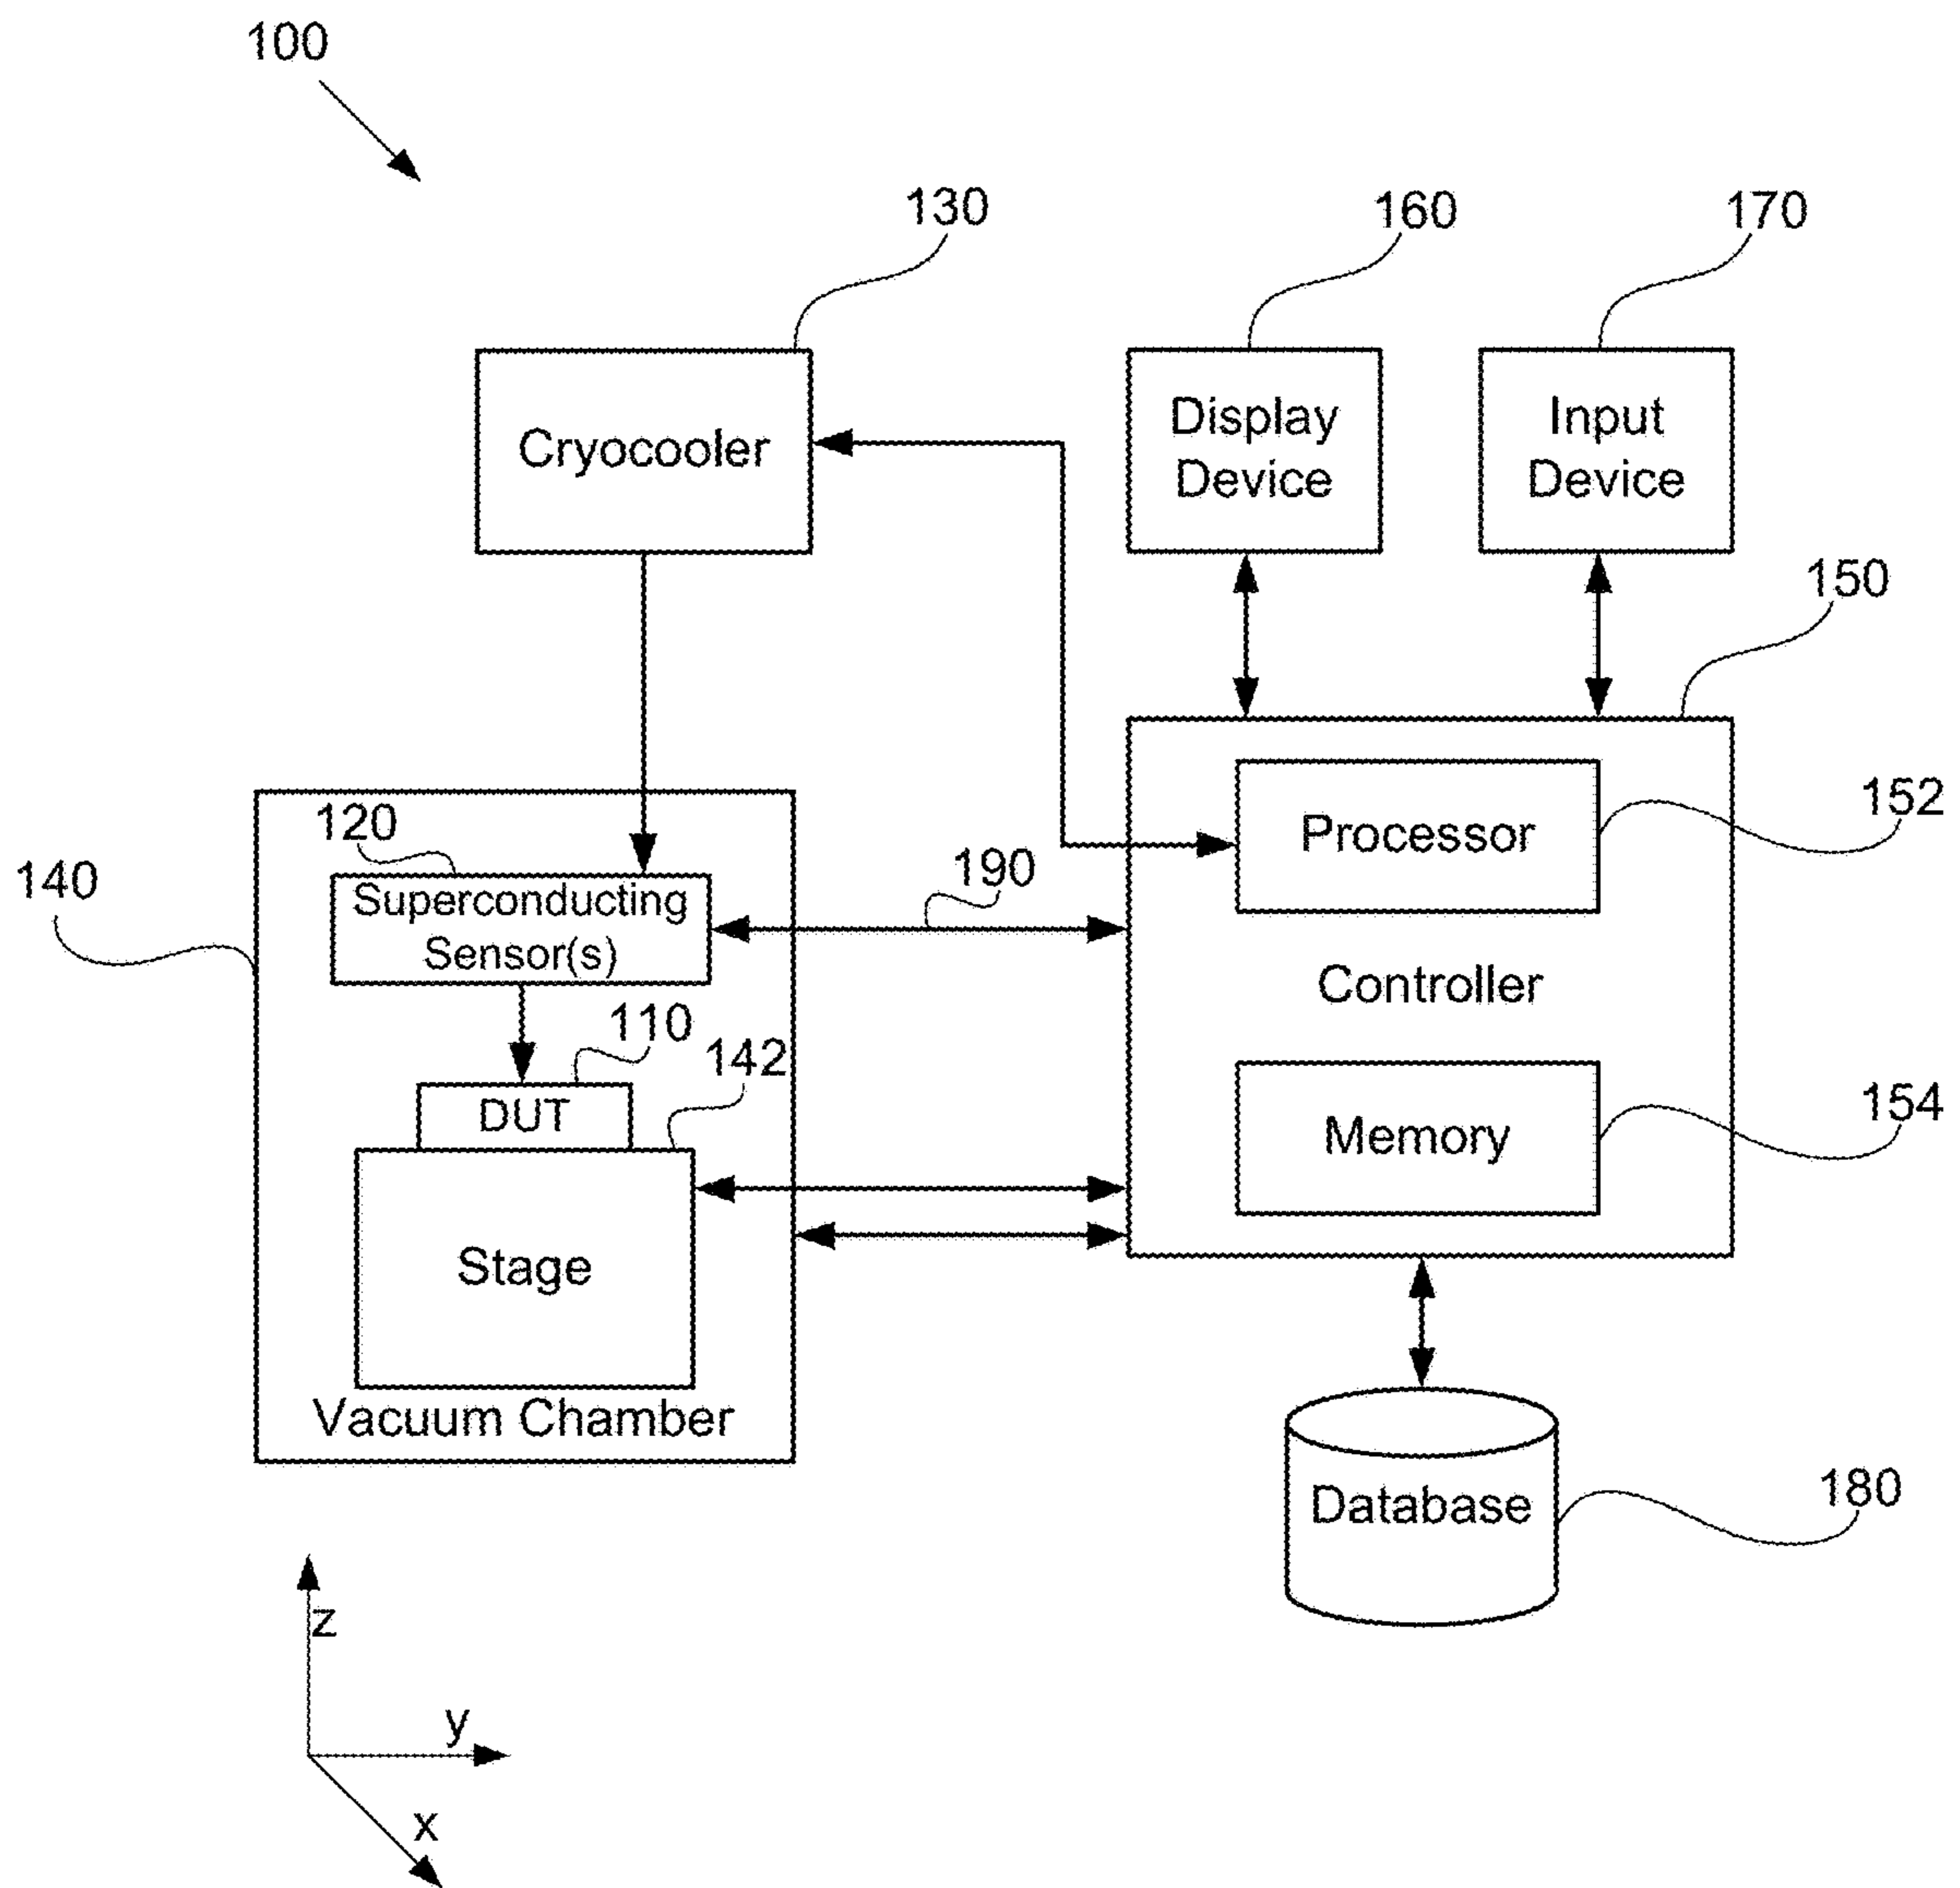 100
130
160
170
Cryocooler
Display
Device
Input
Device
150
120
Superconducting
Sensor(s)
140
190
Processor
152
Controller
110
142
DUT
Memory
154
Stage
Vacuum Chamber
Database
180
z
y
x